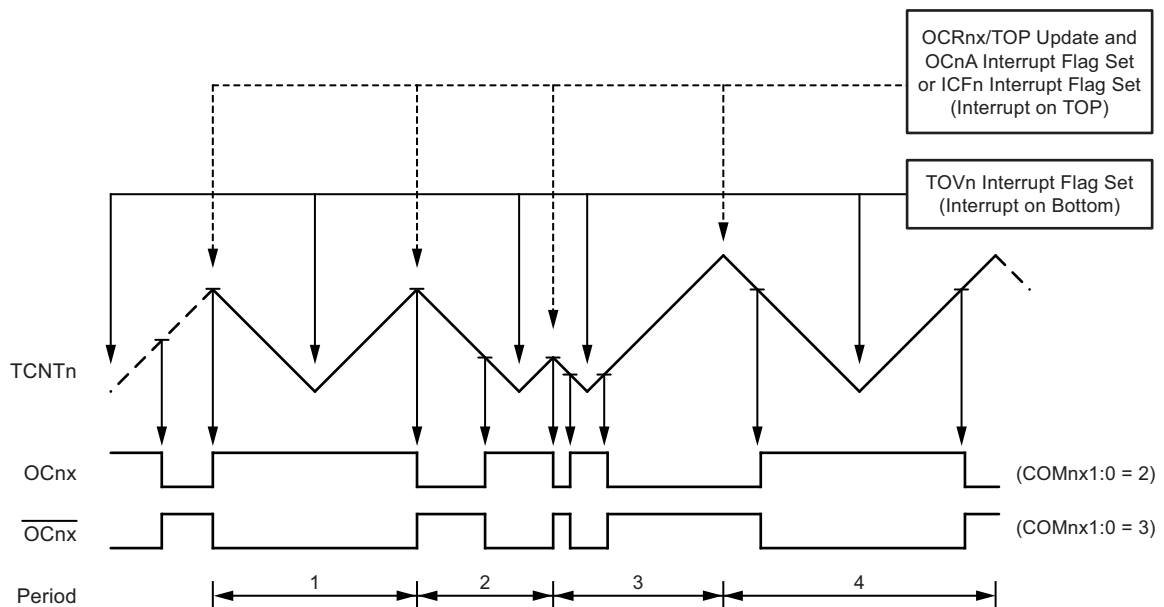 OCRnx/TOP Update and
OCnA Interrupt Flag Set
or ICFn Interrupt Flag Set
(Interrupt on TOP)
TOVn Interrupt Flag Set
(Interrupt on Bottom)
TCNTn
OCnx
(COMnx1:0 = 2)
OCnx
(COMnx1:0 = 3)
Period
1
2
3
4